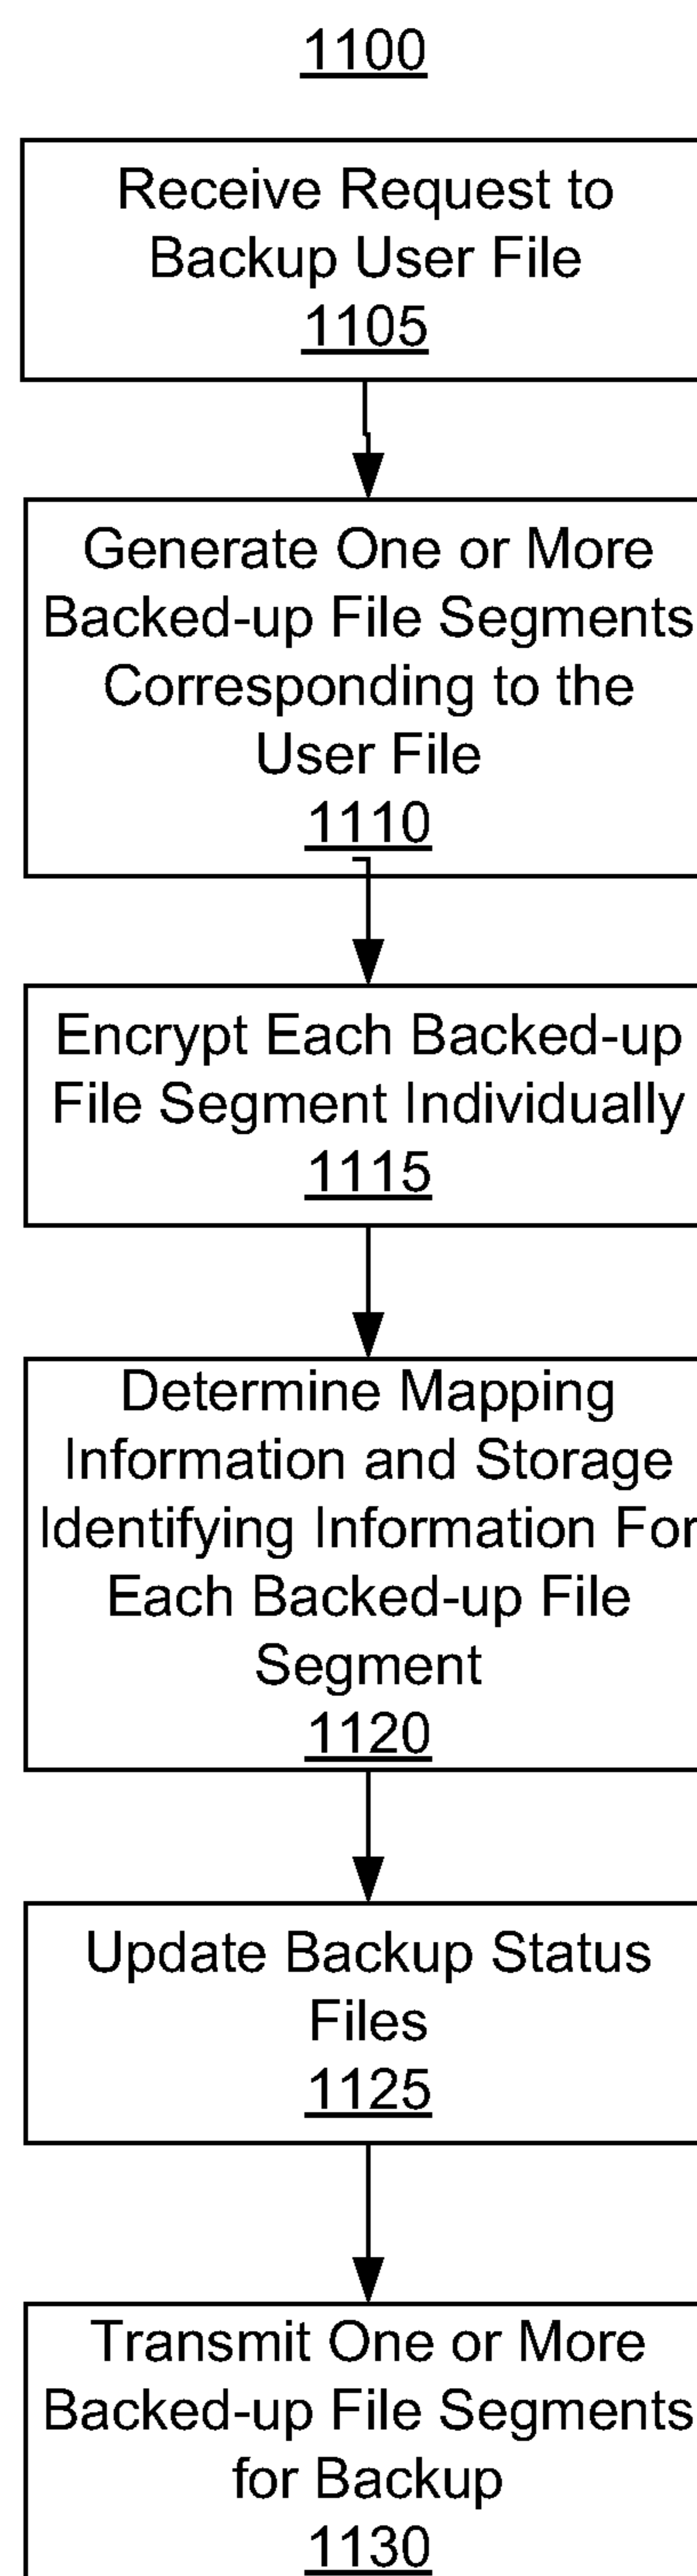 1100
Receive Request to
Backup User File
1105
Generate One or More
Backed-up File Segments
Corresponding to the
User File
1110
Encrypt Each Backed-up
File Segment Individually
1115
Determine Mapping
Information and Storage
Identifying Information For
Each Backed-up File
Segment
1120
Update Backup Status
Files
1125
Transmit One or More
Backed-up File Segments
for Backup
1130